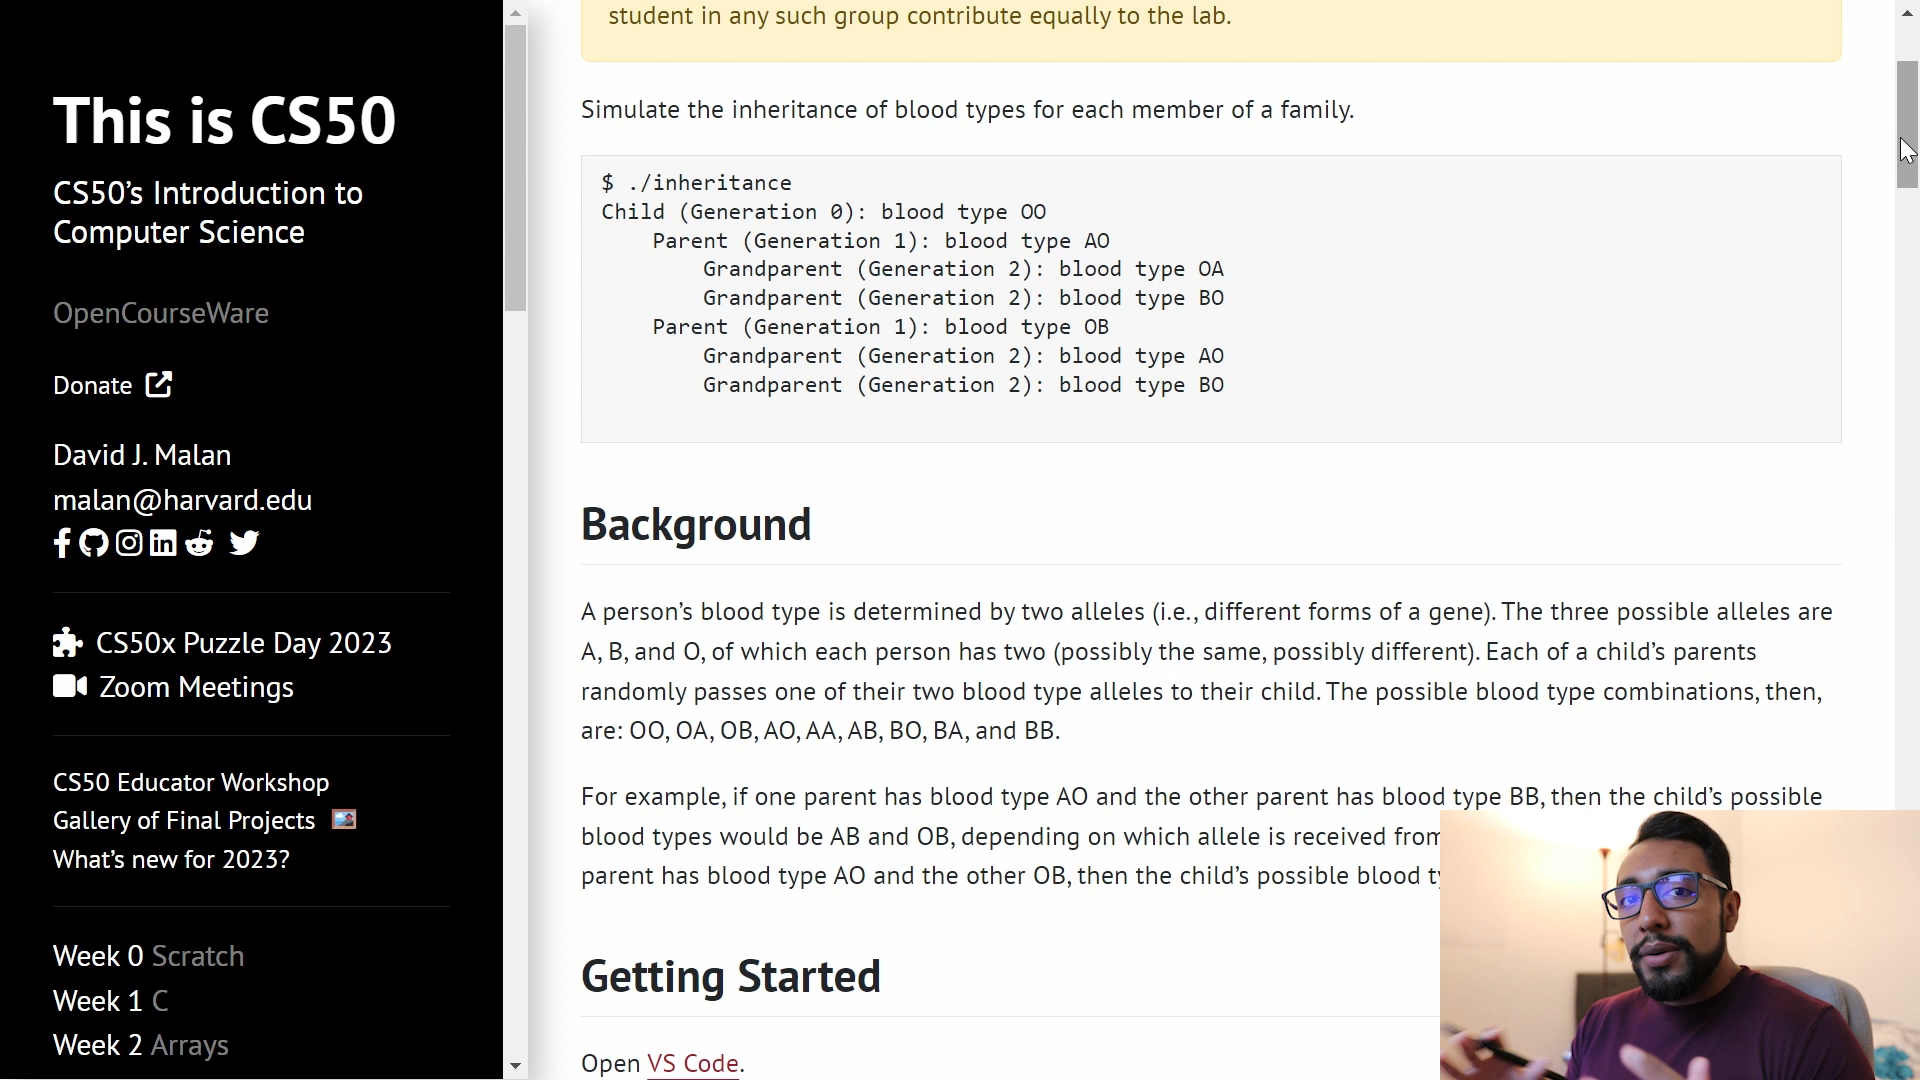 This is CS50
CS50’s Introduction to
Computer Science
OpenCourseWare
Donate
David J. Malan
malan@harvard.edu
CS50x Puzzle Day 2023
Zoom Meetings
CS50 Educator Workshop
Gallery of Final Projects
What’s new for 2023?
Week 0 Scratch
Week 1 C
Week 2 Arrays
student in any such group contribute equally to the lab.
Simulate the inheritance of blood types for each member of a family.
$ ./inheritance
Child (Generation 0): blood type OO
Parent (Generation 1): blood type AO
Grandparent (Generation 2): blood type OA
Grandparent (Generation 2): blood type BO
Parent (Generation 1): blood type OB
Grandparent (Generation 2): blood type AO
Grandparent (Generation 2): blood type BO
Background
A person’s blood type is determined by two alleles (i.e., different forms of a gene). The three possible alleles are
A, B, and O, of which each person has two (possibly the same, possibly different). Each of a child’s parents
randomly passes one of their two blood type alleles to their child. The possible blood type combinations, then,
are: OO, OA, OB, AO, AA, AB, BO, BA, and BB.
For example, if one parent has blood type AO and the other parent has blood type BB, then the child’s possible
blood types would be AB and OB, depending on which allele is received from
parent has blood type AO and the other OB, then the child’s possible blood
Getting Started
Open VS Code.